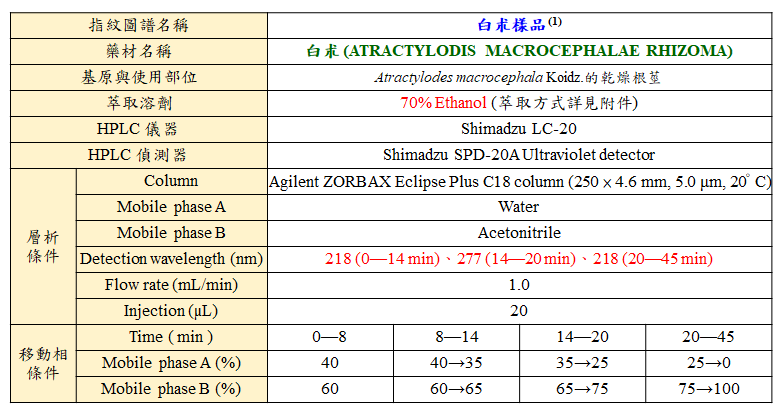 指紋圖譜名稱 白朮樣品(1)
藥材名稱 白朮 (ATRACTYLODIS MACROCEPHALAE RHIZOMA)
基原與使用部位 Atractylodes macrocephala Koidz.的乾燥根莖
萃取溶劑 70% Ethanol (萃取方式詳見附件)
HPLC 儀器 Shimadzu LC-20
HPLC 偵測器 Shimadzu SPD-20A Ultraviolet detector
層析條件 Column Agilent ZORBAX Eclipse Plus C18 column (250 × 4.6 mm, 5.0 μm, 20° C)
Mobile phase A Water
Mobile phase B Acetonitrile
Detection wavelength (nm) 218 (0—14 min)、277 (14—20 min)、218 (20—45 min)
Flow rate (mL/min) 1.0
Injection (μL) 20
移動相條件 Time ( min ) 0—8 8—14 14—20 20—45
Mobile phase A (%) 40 40→35 35→25 25→0
Mobile phase B (%) 60 60→65 65→75 75→100